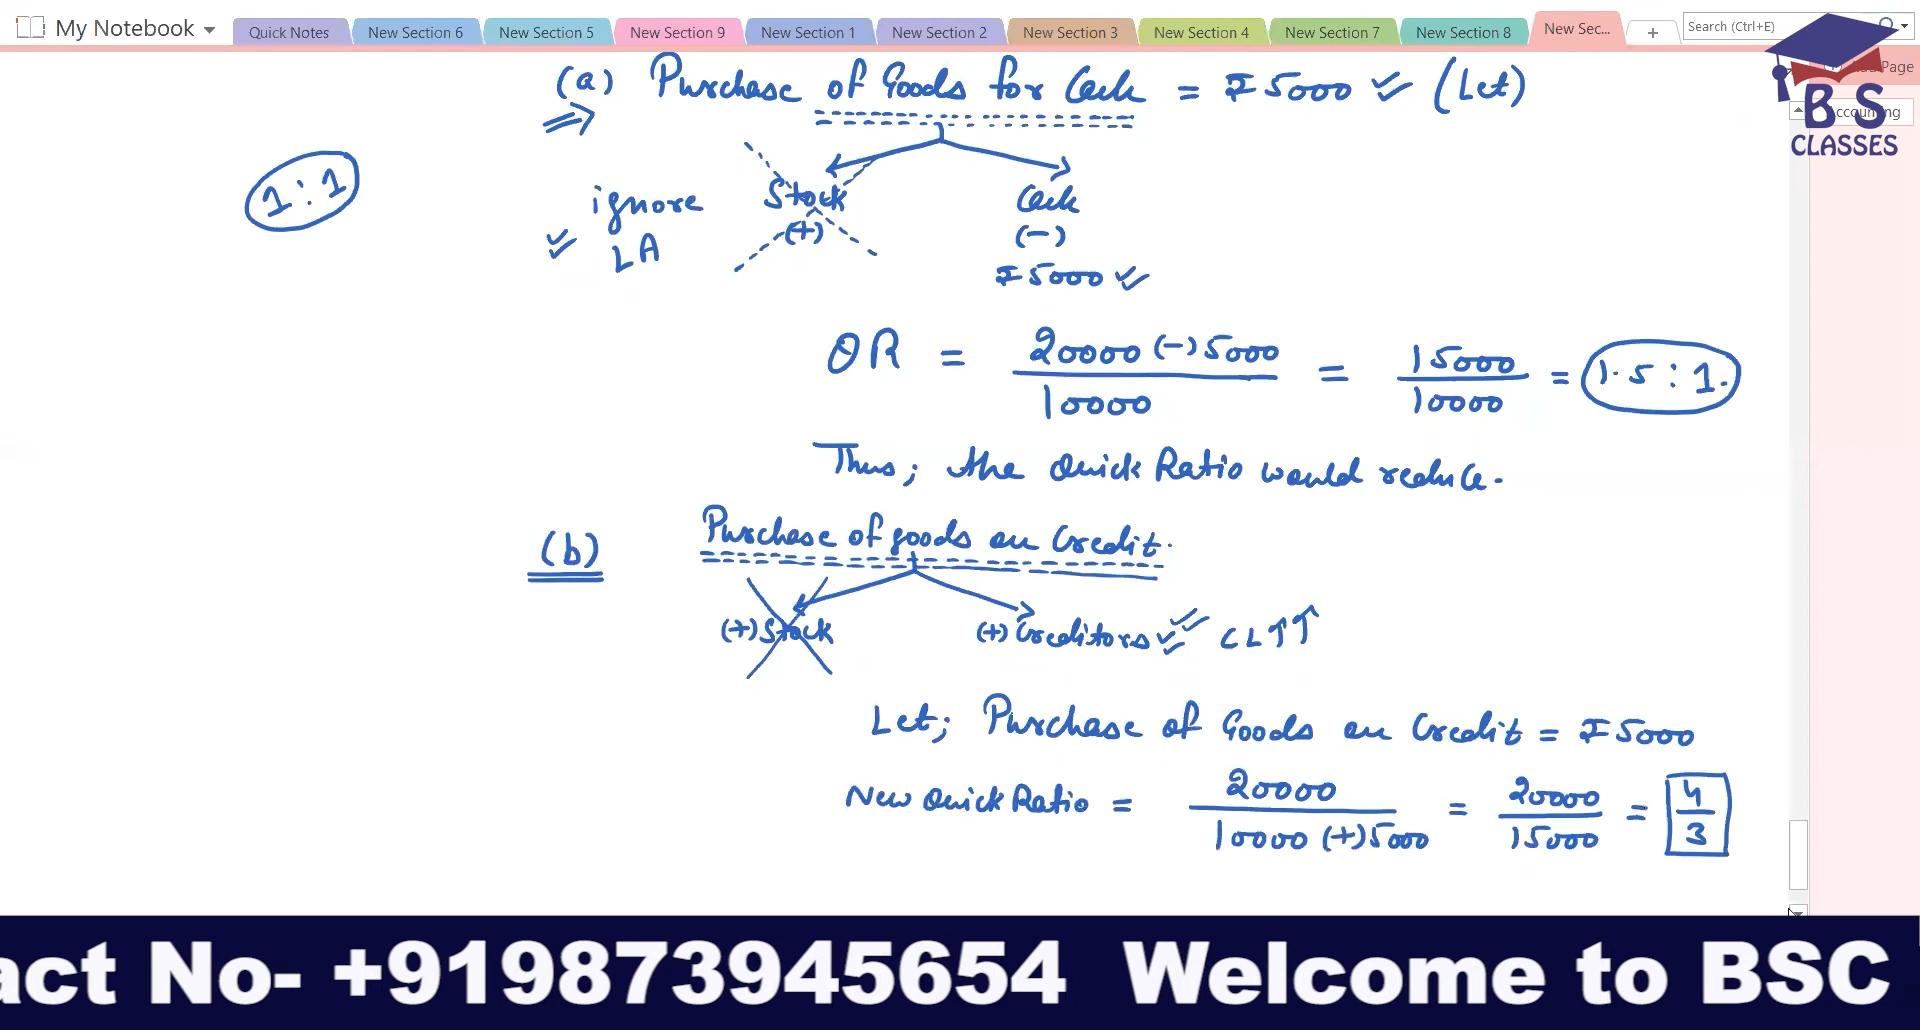 My Notebook
Quick Notes New Section 6 New Section 5 New Section 9 New Section 1 New Section 2 New Section 3 New Section 4 New Section 7 New Section 8 New Sec... +
Search (Ctrl+E)
Add Page
BS
CLASSES
(a) Purchase of Goods for Cash = ₹5000 (Let)
1 : 1
ignore LA
Stock (+)
Cash (-) ₹5000
QR = 20000 (-) 5000 / 10000 = 15000 / 10000 = 1.5 : 1.
Thus; the Quick Ratio would reduce.
(b) Purchase of goods on Credit.
(+) Stock (+) Creditors CL↑↑
Let; Purchase of Goods on Credit = ₹5000
New Quick Ratio = 20000 / 10000 (+) 5000 = 20000 / 15000 = 4 / 3
act No- +919873945654 Welcome to BSC